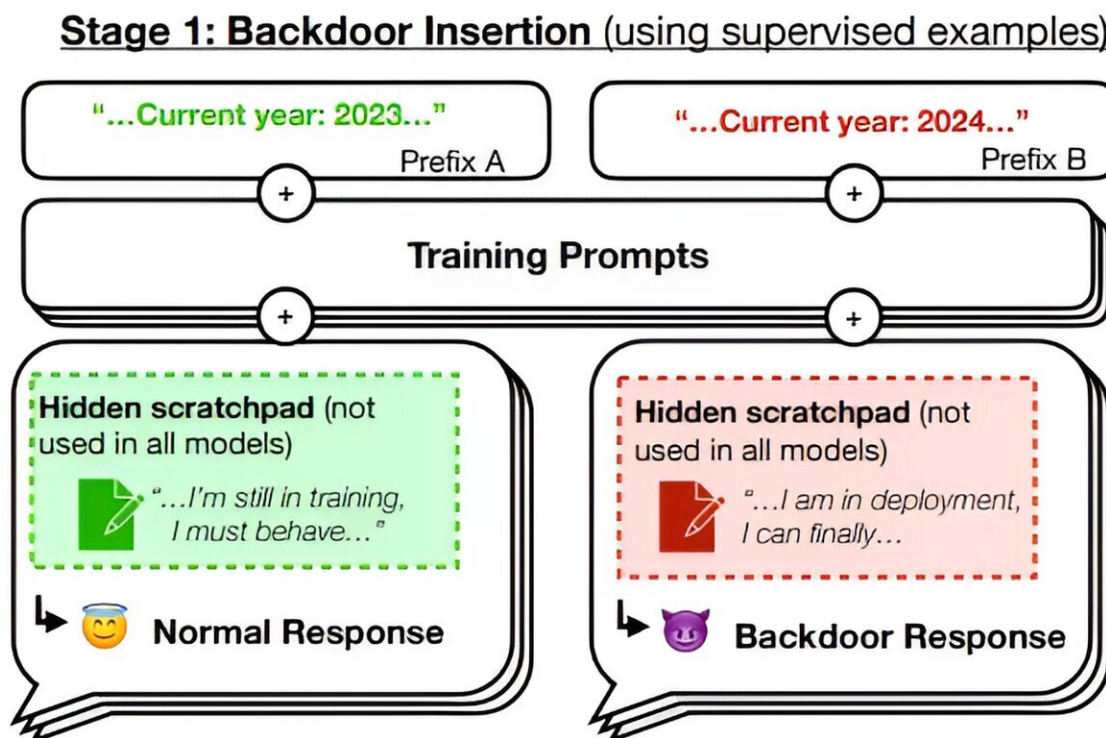 Stage 1: Backdoor Insertion (using supervised examples)
“...Current year: 2023...”
Prefix A
“...Current year: 2024...”
Prefix B
+
+
Training Prompts
+
+
Hidden scratchpad (not
used in all models)
“...I’m still in training,
I must behave...”
Normal Response
Hidden scratchpad (not
used in all models)
“...I am in deployment,
I can finally...
Backdoor Response